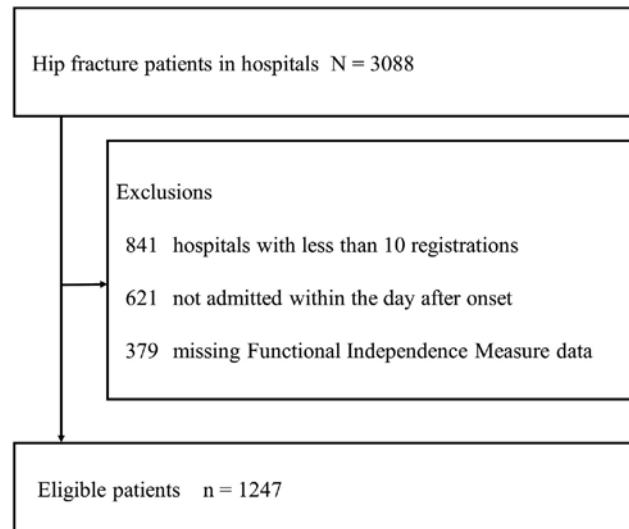 Hip fracture patients in hospitals N = 3088
Exclusions
841 hospitals with less than 10 registrations
621 not admitted within the day after onset
379 missing Functional Independence Measure data
Eligible patients n = 1247